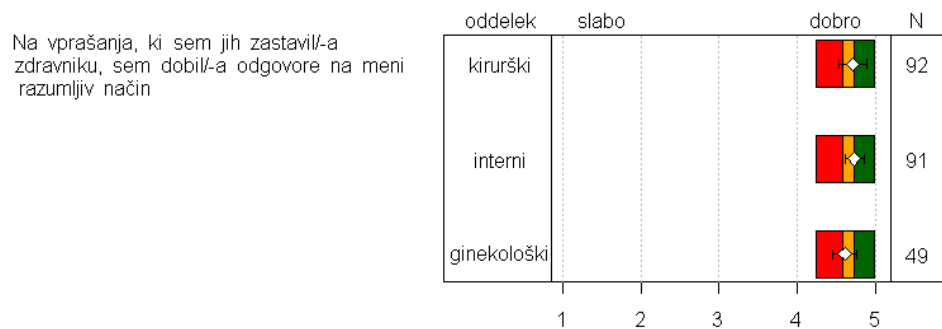 oddelek slabo dobro N
Na vprašanja, ki sem jih zastavil/-a
zdravniku, sem dobil/-a odgovore na meni
razumljiv način
kirurški 92
interni 91
ginekološki 49
1 2 3 4 5